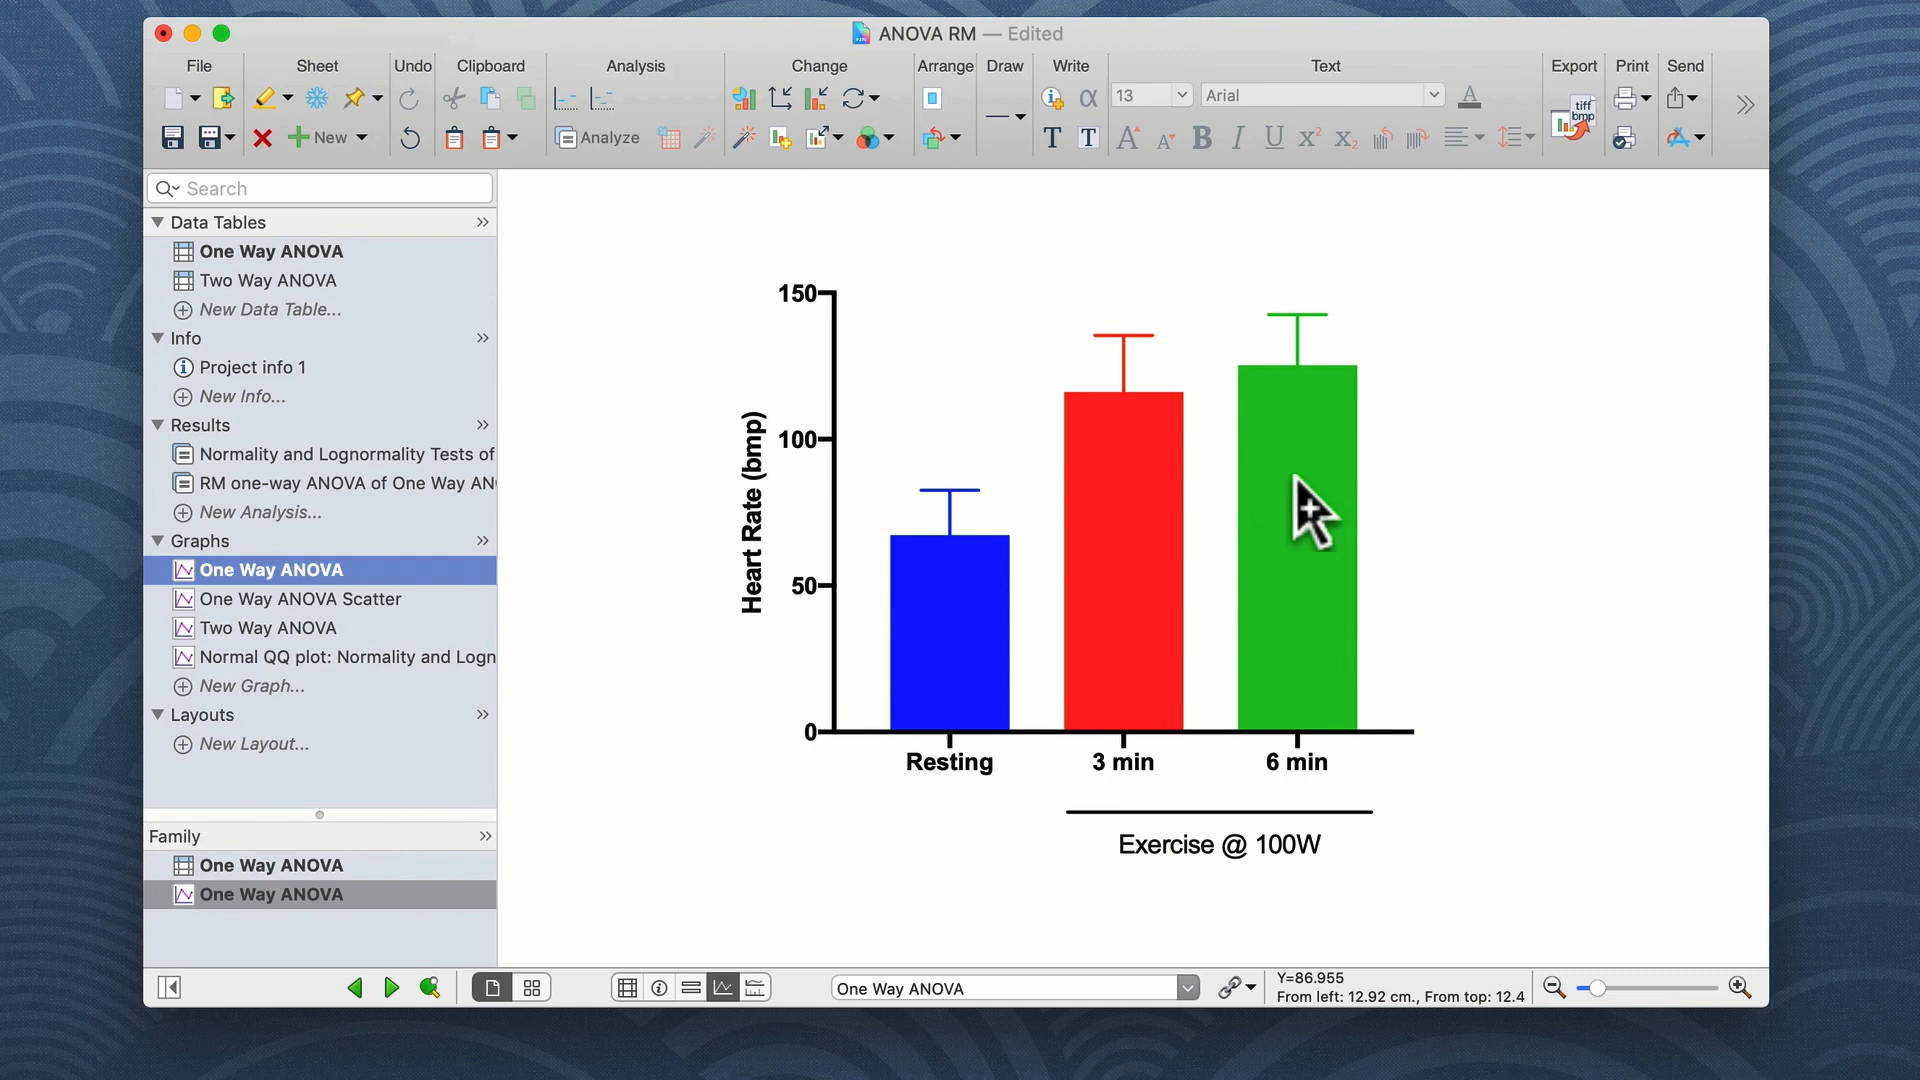 ANOVA RM — Edited
File
Sheet
Undo
Clipboard
Analysis
Change
Arrange
Draw
Write
Text
Export
Print
Send
13
Arial
tiff
bmp
New
Analyze
Search
Data Tables
One Way ANOVA
Two Way ANOVA
New Data Table...
Info
Project info 1
New Info...
Results
Normality and Lognormality Tests of
RM one-way ANOVA of One Way AN
New Analysis...
Graphs
One Way ANOVA
One Way ANOVA Scatter
Two Way ANOVA
Normal QQ plot: Normality and Logn
New Graph...
Layouts
New Layout...
Family
One Way ANOVA
One Way ANOVA
Heart Rate (bmp)
150
100
50
0
Resting
3 min
6 min
Exercise @ 100W
One Way ANOVA
Y=86.955
From left: 12.92 cm., From top: 12.4